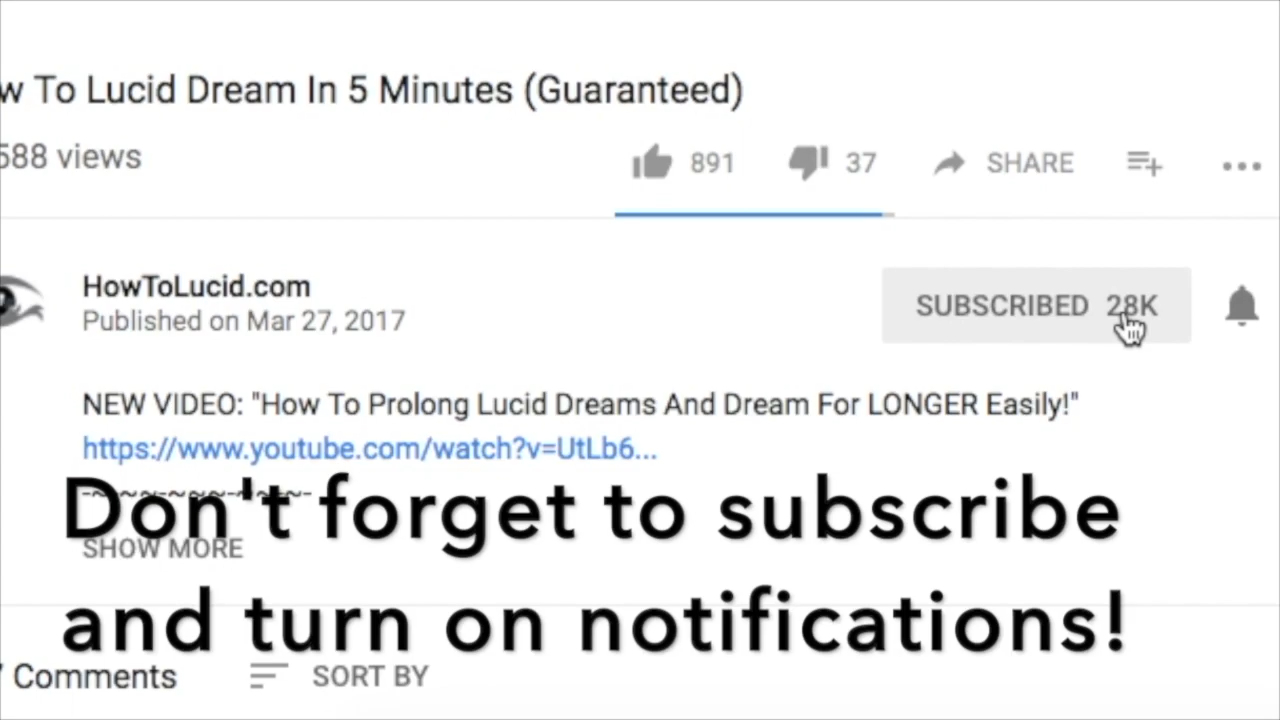 w To Lucid Dream In 5 Minutes (Guaranteed)
588 views
891
37
SHARE
HowToLucid.com
Published on Mar 27, 2017
SUBSCRIBED 28K
NEW VIDEO: "How To Prolong Lucid Dreams And Dream For LONGER Easily!"
https://www.youtube.com/watch?v=UtLb6...
Don't forget to subscribe
SHOW MORE
and turn on notifications!
Comments
SORT BY